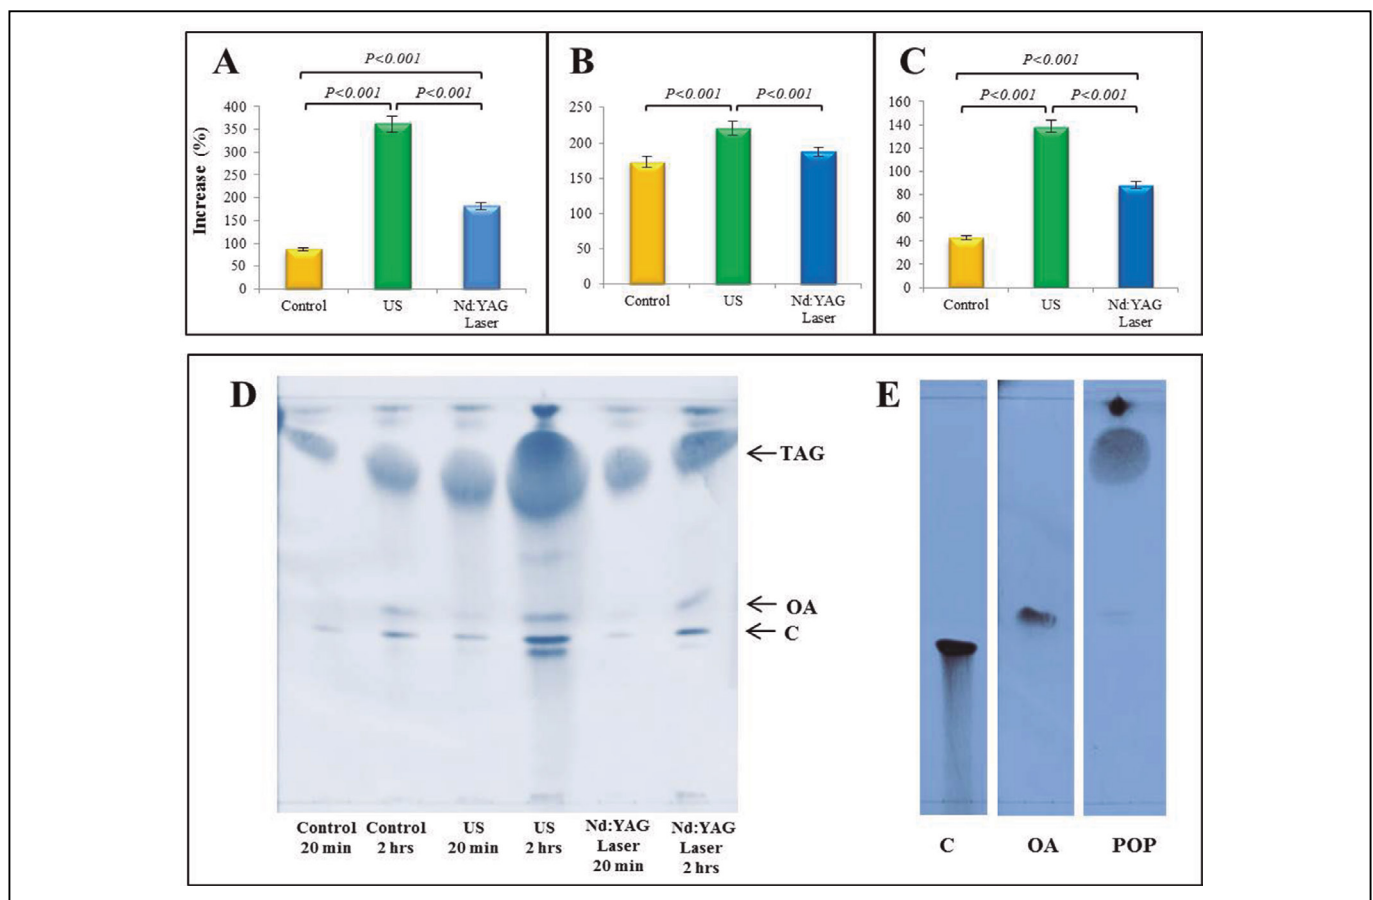 A
P<0.001
P<0.001
P<0.001
Increase (%)
400
350
300
250
200
150
100
50
0
Control
US
Nd:YAG
Laser
B
P<0.001
P<0.001
250
200
150
100
50
0
Control
US
Nd:YAG
Laser
C
P<0.001
P<0.001
P<0.001
160
140
120
100
80
60
40
20
0
Control
US
Nd:YAG
Laser
D
TAG
OA
C
Control
20 min
Control
2 hrs
US
20 min
US
2 hrs
Nd:YAG
Laser
20 min
Nd:YAG
Laser
2 hrs
E
C
OA
POP